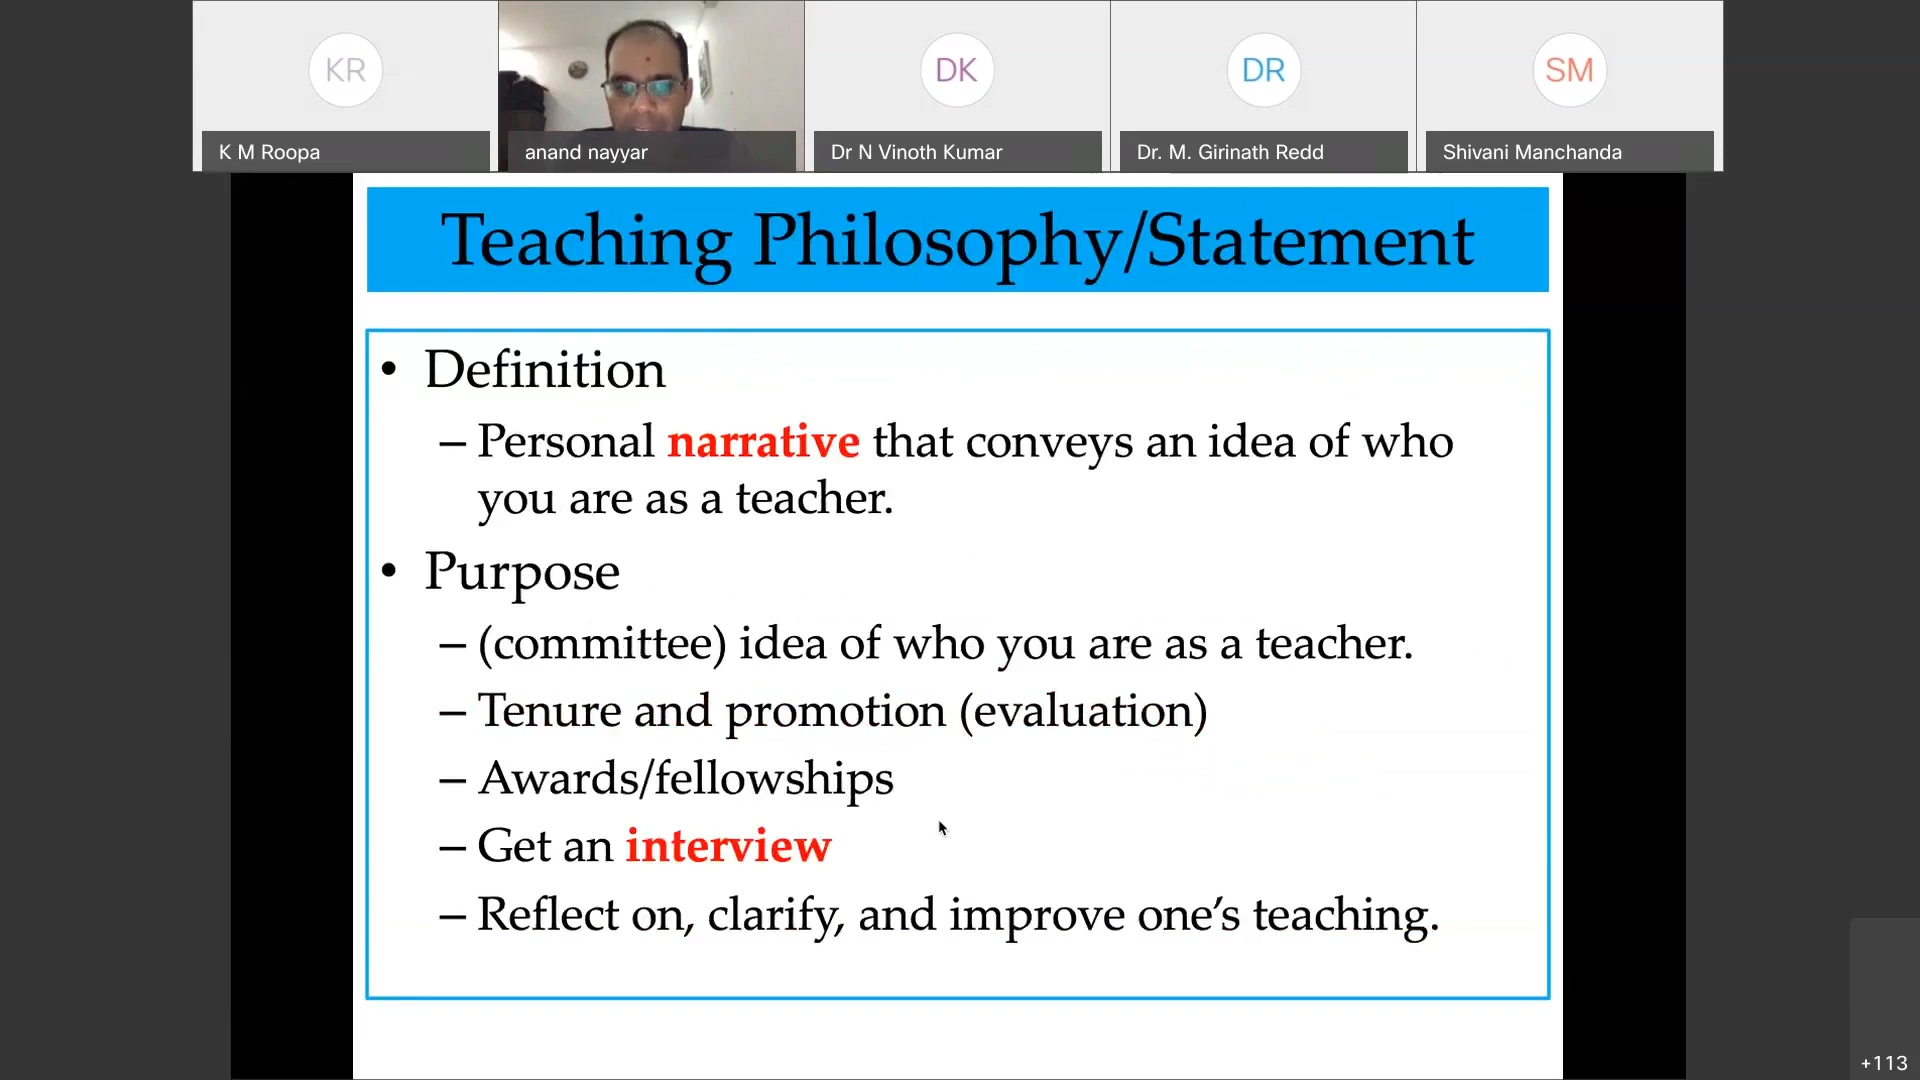 KR
DK
DR
SM
K M Roopa
anand nayyar
Dr N Vinoth Kumar
Dr. M. Girinath Redd
Shivani Manchanda
Teaching Philosophy/Statement
• Definition
– Personal narrative that conveys an idea of who
you are as a teacher.
• Purpose
– (committee) idea of who you are as a teacher.
– Tenure and promotion (evaluation)
– Awards/fellowships
– Get an interview
– Reflect on, clarify, and improve one’s teaching.
+113